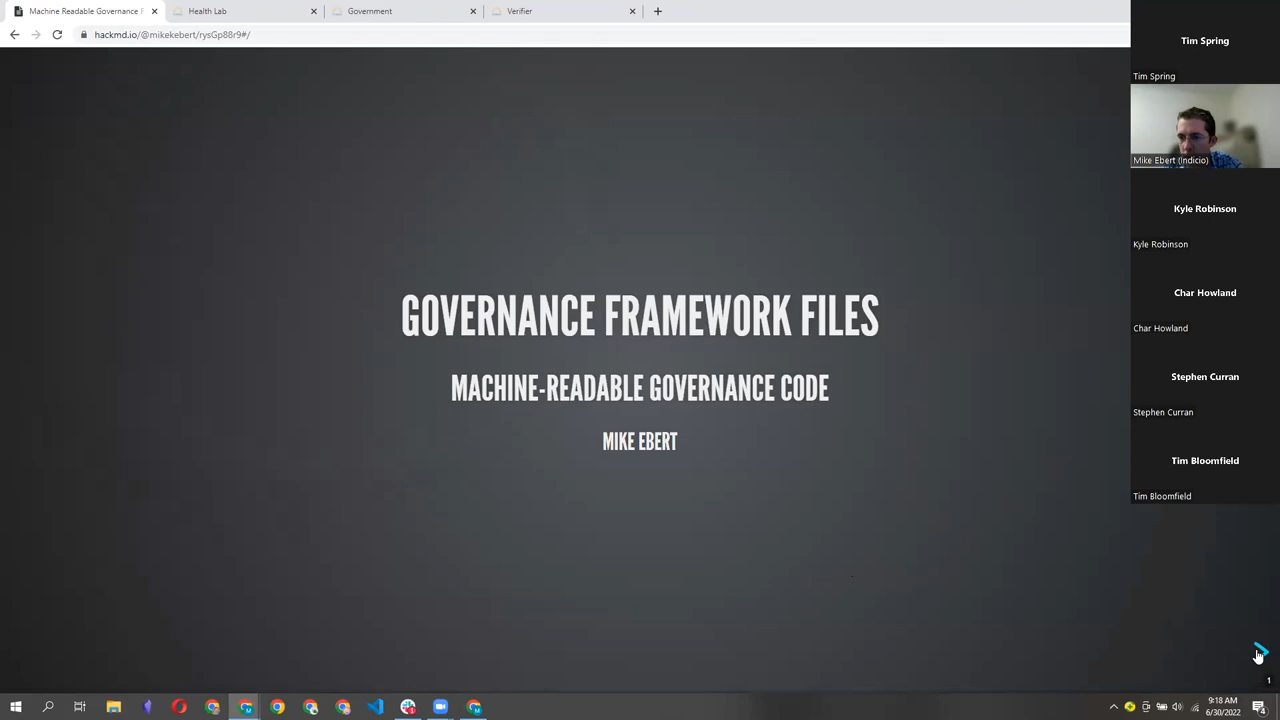 Machine Readable Governance F
Health Lab
Government
Verifier
hackmd.io/@mikekebert/rysGp88r9#/
GOVERNANCE FRAMEWORK FILES
MACHINE-READABLE GOVERNANCE CODE
MIKE EBERT
Tim Spring
Tim Spring
Mike Ebert (Indicio)
Kyle Robinson
Kyle Robinson
Char Howland
Char Howland
Stephen Curran
Stephen Curran
Tim Bloomfield
Tim Bloomfield
1
9:18 AM
6/30/2022
4